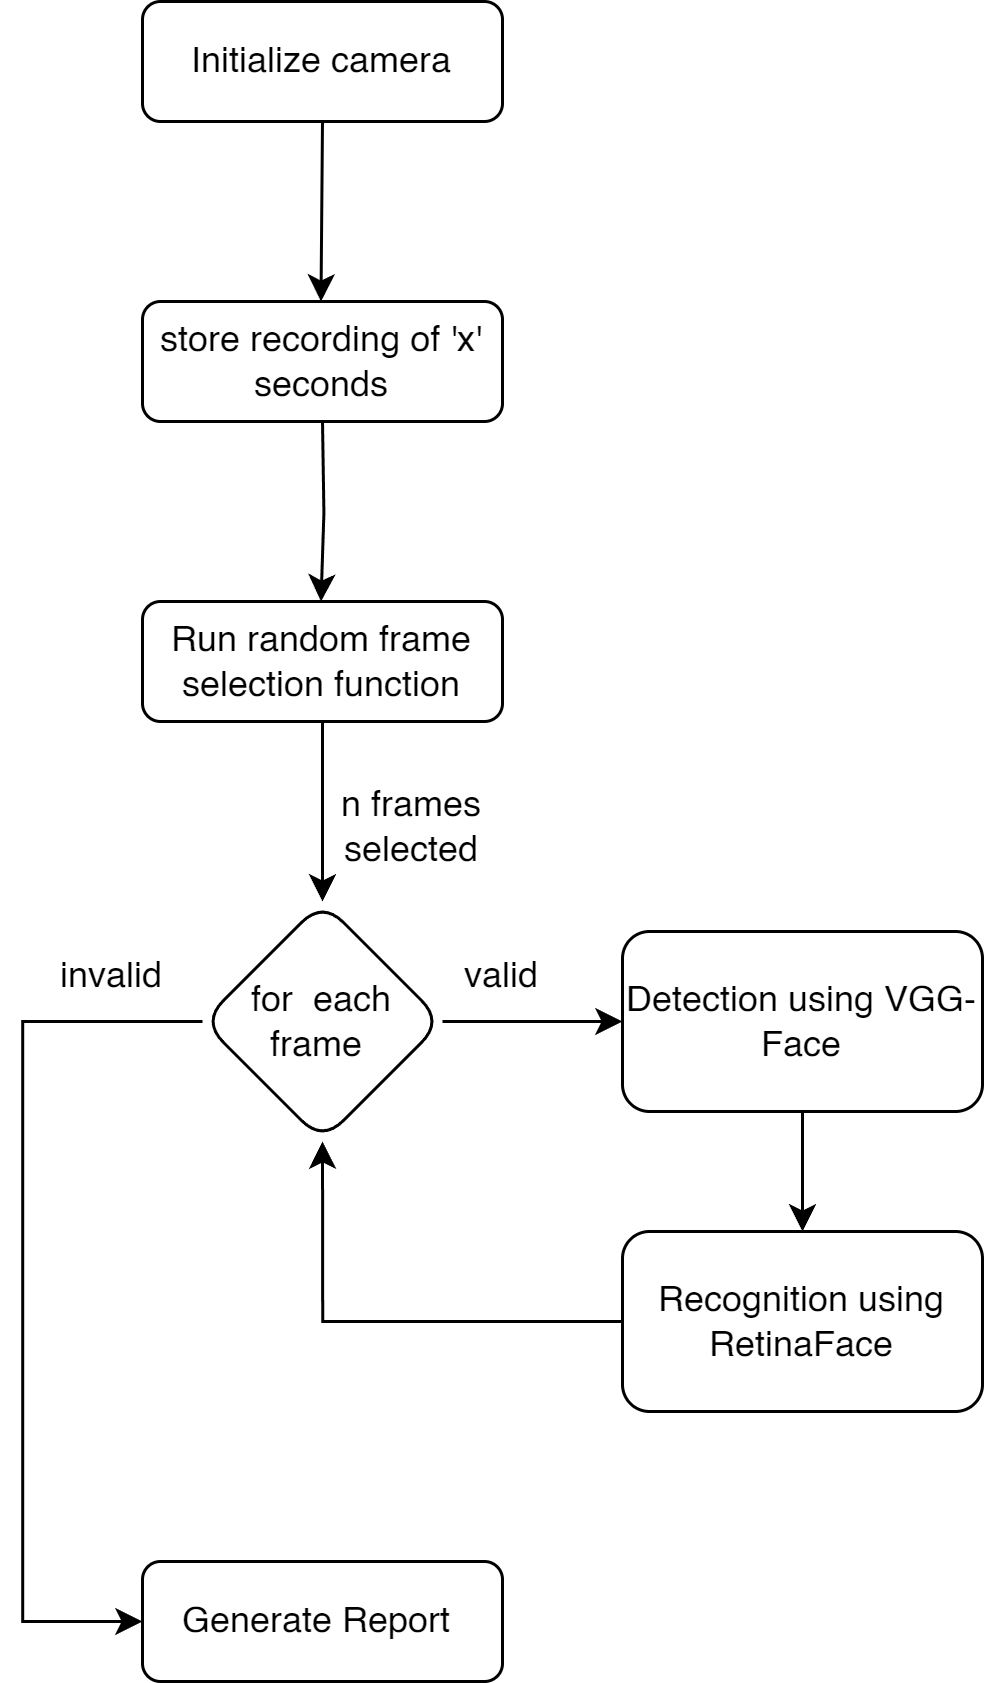 Initialize camera
store recording of 'x'
seconds
Run random frame
selection function
n frames
selected
invalid
for  each
frame
valid
Detection using VGG-
Face
Recognition using
RetinaFace
Generate Report